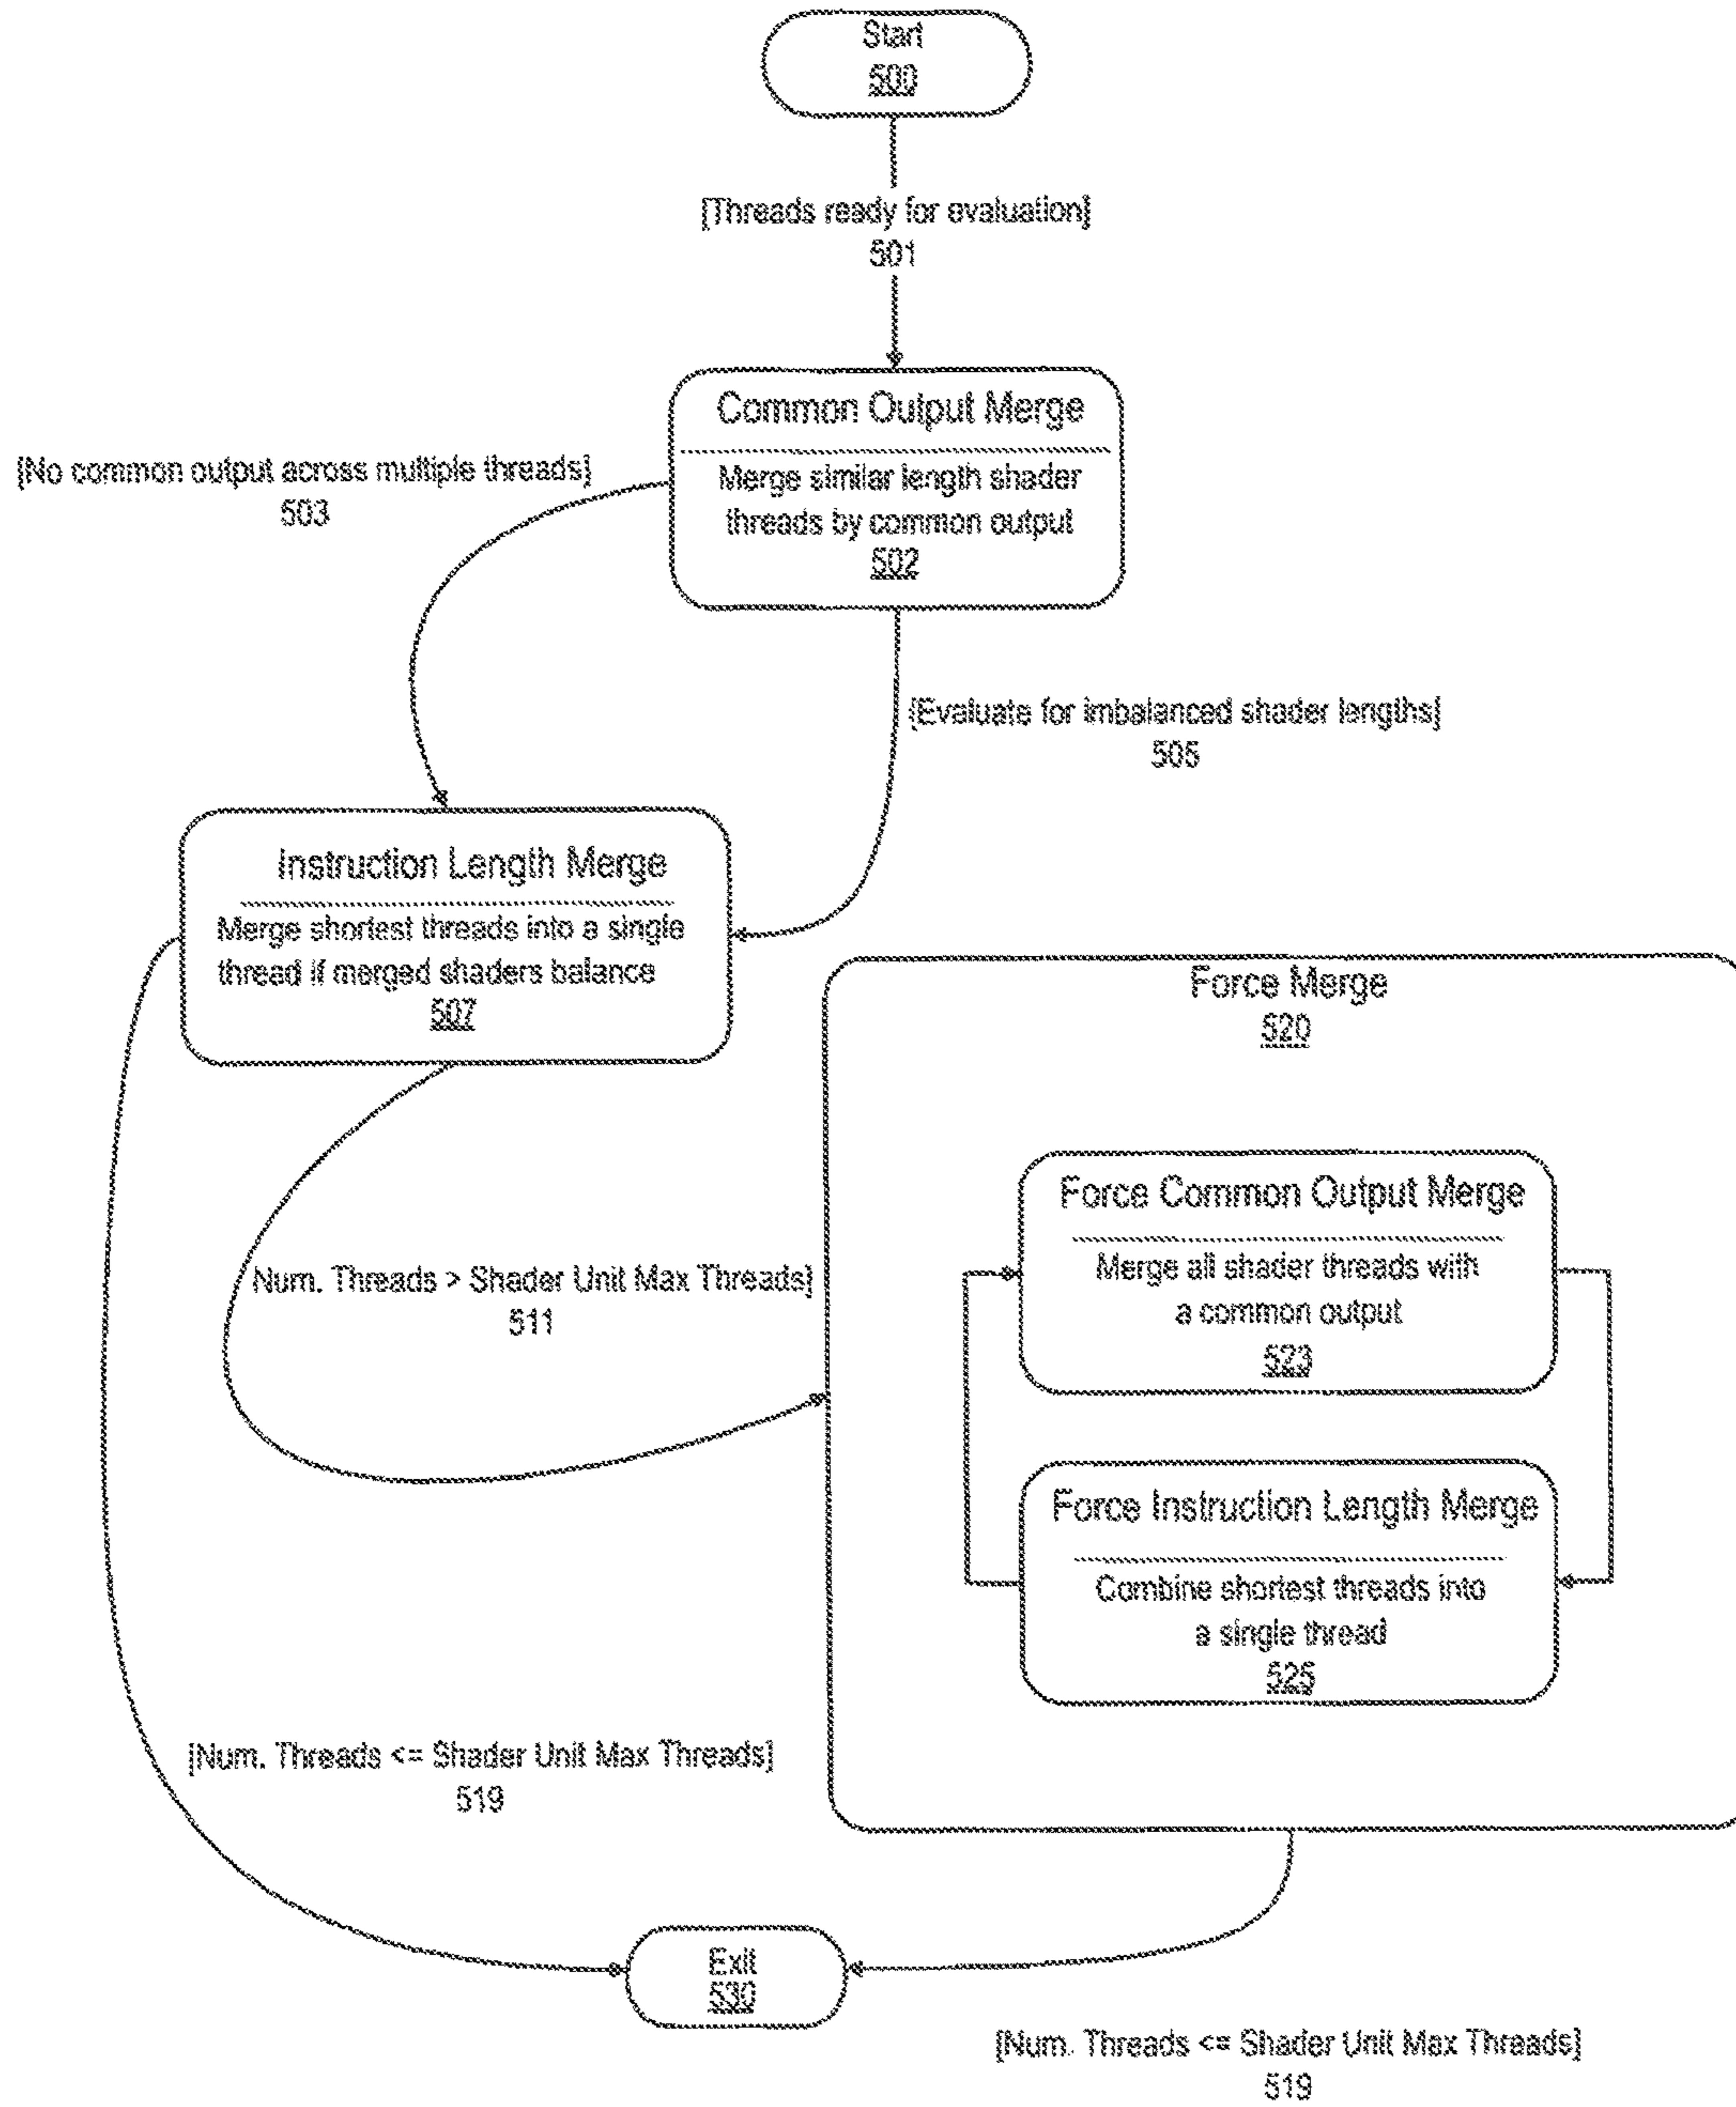 Start
500
[Threads ready for evaluation]
501
Common Output Merge
Merge similar length shader
threads by common output
502
[No common output across multiple threads]
503
[Evaluate for imbalanced shader lengths]
505
Instruction Length Merge
Merge shortest threads into a single
thread if merged shaders balance
507
Force Merge
520
Force Common Output Merge
Merge all shader threads with
a common output
523
Num. Threads > Shader Unit Max Threads]
511
Force Instruction Length Merge
Combine shortest threads into
a single thread
525
[Num. Threads <= Shader Unit Max Threads]
519
Exit
530
[Num. Threads <= Shader Unit Max Threads]
519